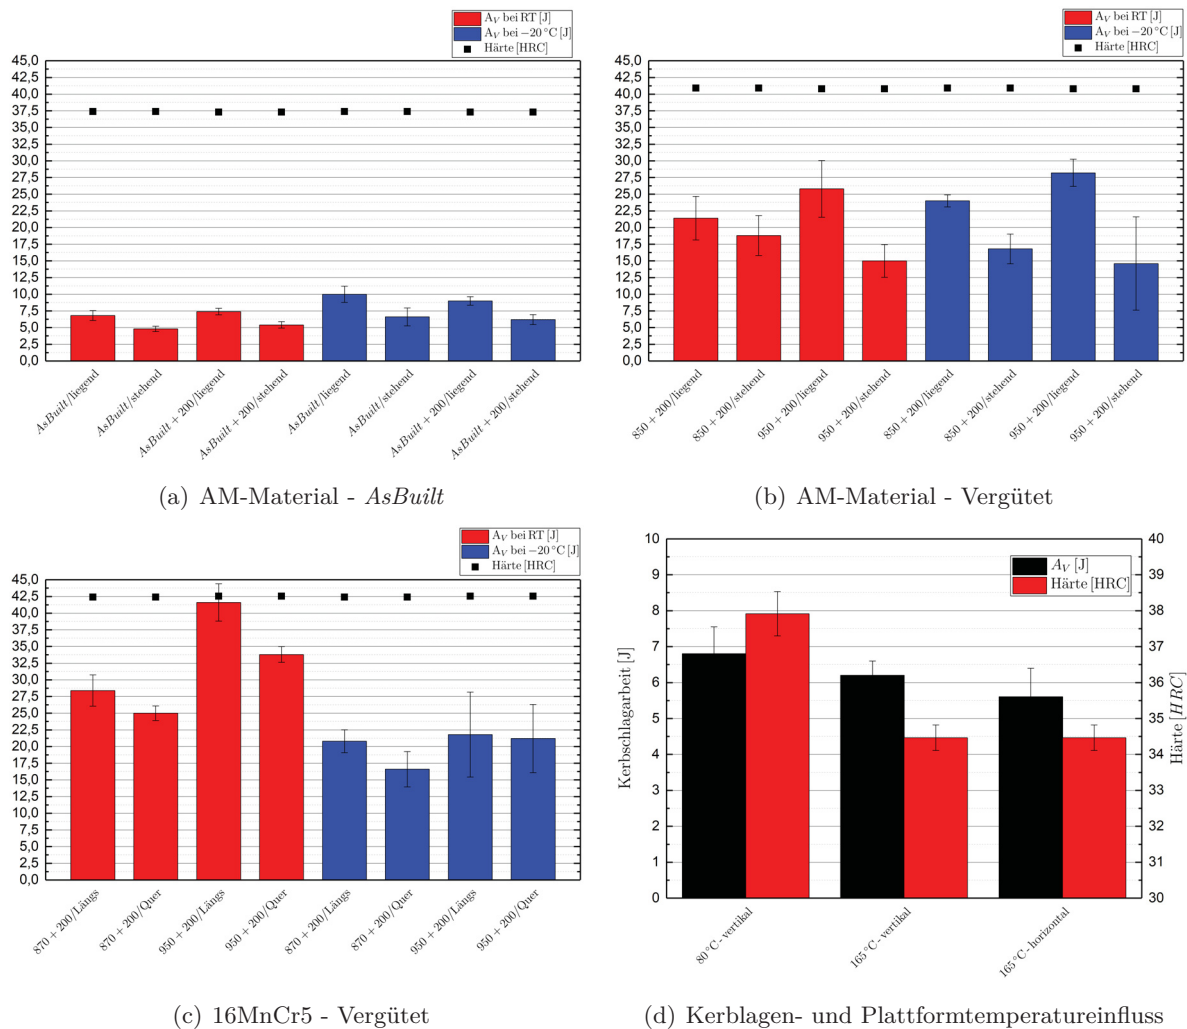 A_V bei RT [J]
A_V bei −20 °C [J]
Härte [HRC]
45,0
42,5
40,0
37,5
35,0
32,5
30,0
27,5
25,0
22,5
20,0
17,5
15,0
12,5
10,0
7,5
5,0
2,5
0,0
AsBuilt/liegend
AsBuilt/stehend
AsBuilt + 200/liegend
AsBuilt + 200/stehend
AsBuilt/liegend
AsBuilt/stehend
AsBuilt + 200/liegend
AsBuilt + 200/stehend
(a) AM-Material - AsBuilt
A_V bei RT [J]
A_V bei −20 °C [J]
Härte [HRC]
45,0
42,5
40,0
37,5
35,0
32,5
30,0
27,5
25,0
22,5
20,0
17,5
15,0
12,5
10,0
7,5
5,0
2,5
0,0
850 + 200/liegend
850 + 200/stehend
950 + 200/liegend
950 + 200/stehend
850 + 200/liegend
850 + 200/stehend
950 + 200/liegend
950 + 200/stehend
(b) AM-Material - Vergütet
A_V bei RT [J]
A_V bei −20 °C [J]
Härte [HRC]
45,0
42,5
40,0
37,5
35,0
32,5
30,0
27,5
25,0
22,5
20,0
17,5
15,0
12,5
10,0
7,5
5,0
2,5
0,0
870 + 200/Längs
870 + 200/Quer
950 + 200/Längs
950 + 200/Quer
870 + 200/Längs
870 + 200/Quer
950 + 200/Längs
950 + 200/Quer
(c) 16MnCr5 - Vergütet
A_V [J]
Härte [HRC]
Kerbschlagarbeit [J]
10
9
8
7
6
5
4
3
2
1
0
40
39
38
37
36
35
34
33
32
31
30
Härte [HRC]
80 °C- vertikal
165 °C- vertikal
165 °C- horizontal
(d) Kerblagen- und Plattformtemperatureinfluss